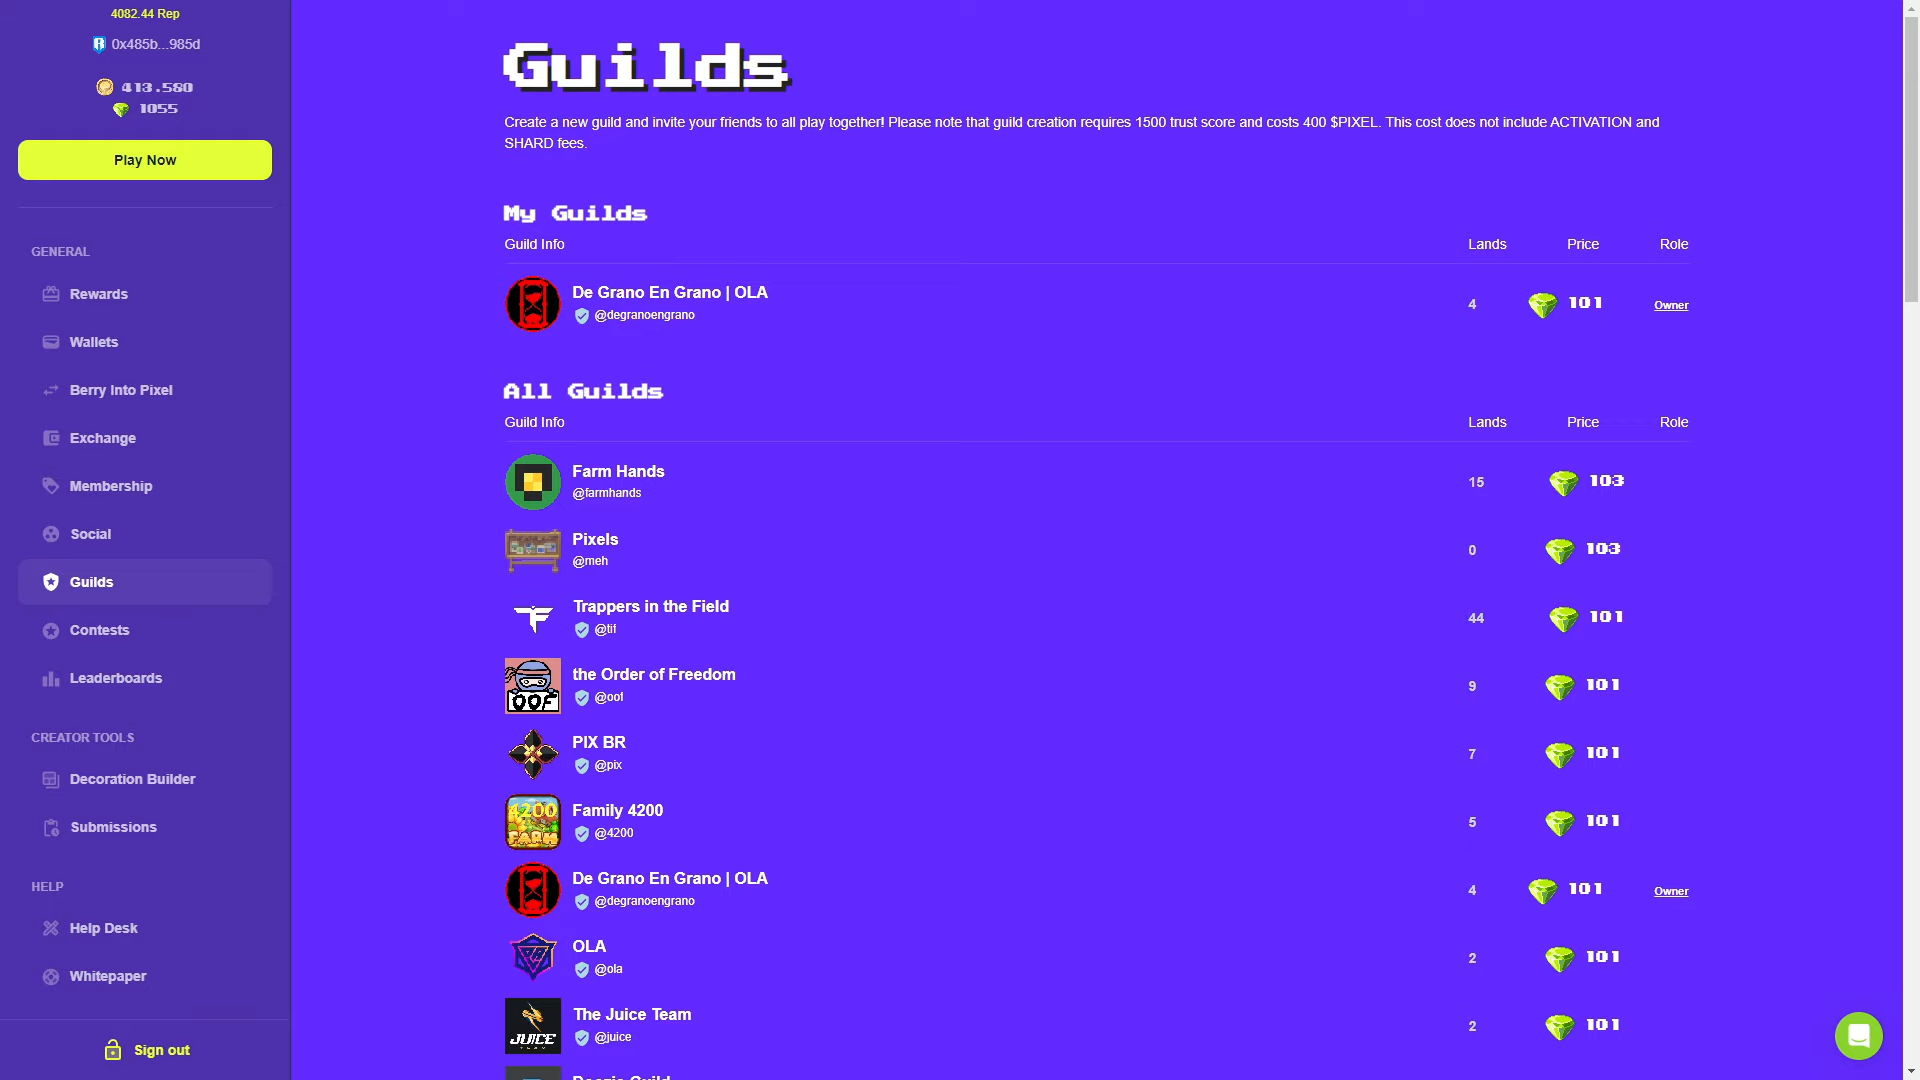 4082.44 Rep
0x485b...985d
413.580
1055
Play Now
GENERAL
Rewards
Wallets
Berry Into Pixel
Exchange
Membership
Social
Guilds
Contests
Leaderboards
CREATOR TOOLS
Decoration Builder
Submissions
HELP
Help Desk
Whitepaper
Sign out
Guilds
Create a new guild and invite your friends to all play together! Please note that guild creation requires 1500 trust score and costs 400 $PIXEL. This cost does not include ACTIVATION and
SHARD fees.
My Guilds
Guild Info Lands Price Role
De Grano En Grano | OLA
@degranoengrano
4 101 Owner
All Guilds
Guild Info Lands Price Role
Farm Hands
@farmhands
15 103
Pixels
@meh
0 103
Trappers in the Field
@tif
44 101
OOF
the Order of Freedom
@oof
9 101
PIX BR
@pix
7 101
4200
FARM
Family 4200
@4200
5 101
De Grano En Grano | OLA
@degranoengrano
4 101 Owner
OLA
@ola
2 101
JUICE
TEAM
The Juice Team
@juice
2 101